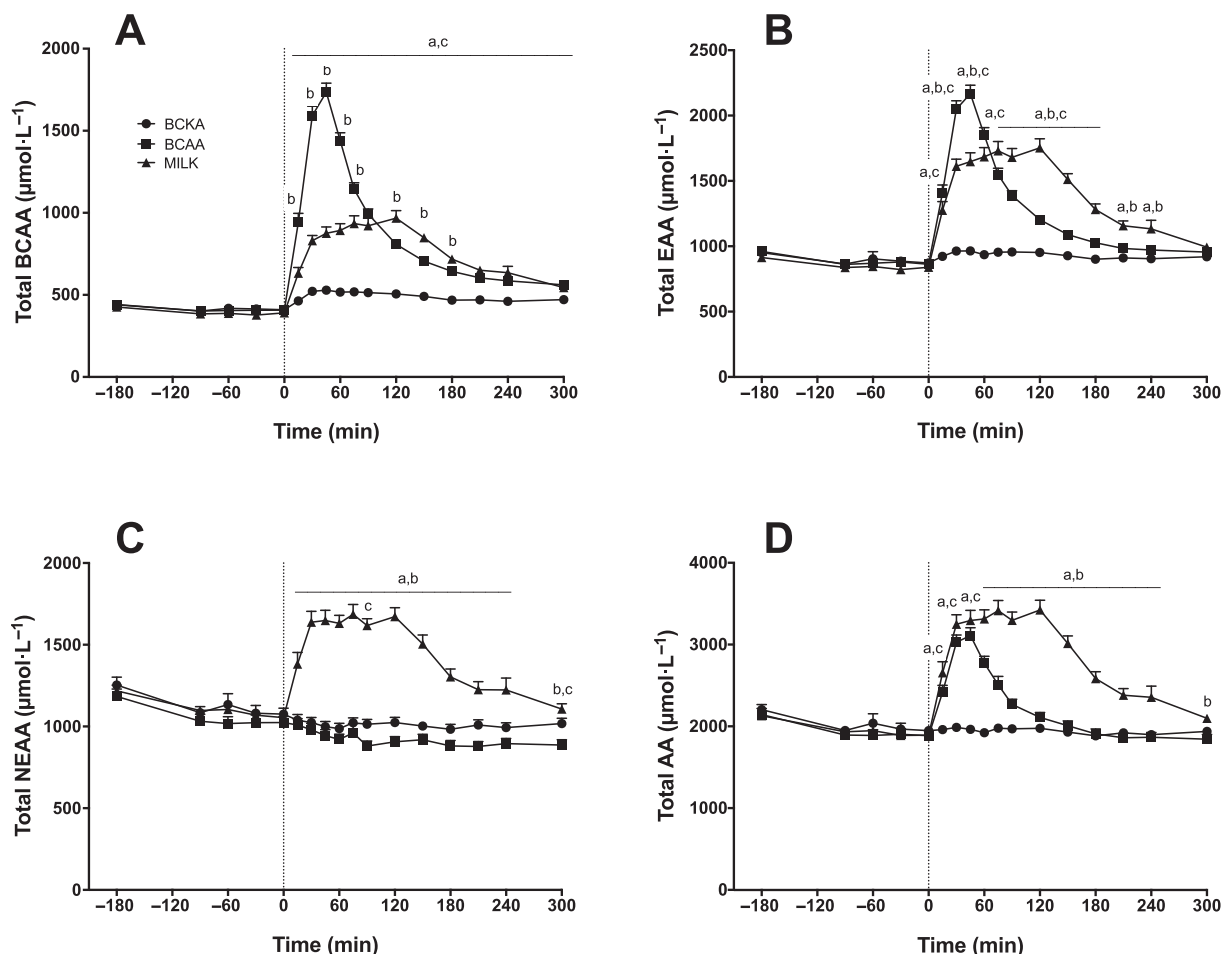 A
Total BCAA (µmol·L⁻¹)
2000
1500
1000
500
0
a,c
b
b
b
b
b
b
b
b
BCKA
BCAA
MILK
−180
−120
−60
0
60
120
180
240
300
Time (min)
B
Total EAA (µmol·L⁻¹)
2500
2000
1500
1000
500
0
a,b,c
a,b,c
a,c
a,b,c
a,c
a,b
a,b
−180
−120
−60
0
60
120
180
240
300
Time (min)
C
Total NEAA (µmol·L⁻¹)
2000
1500
1000
500
0
a,b
c
b,c
−180
−120
−60
0
60
120
180
240
300
Time (min)
D
Total AA (µmol·L⁻¹)
4000
3000
2000
1000
0
a,b
a,c
a,c
a,c
b
−180
−120
−60
0
60
120
180
240
300
Time (min)